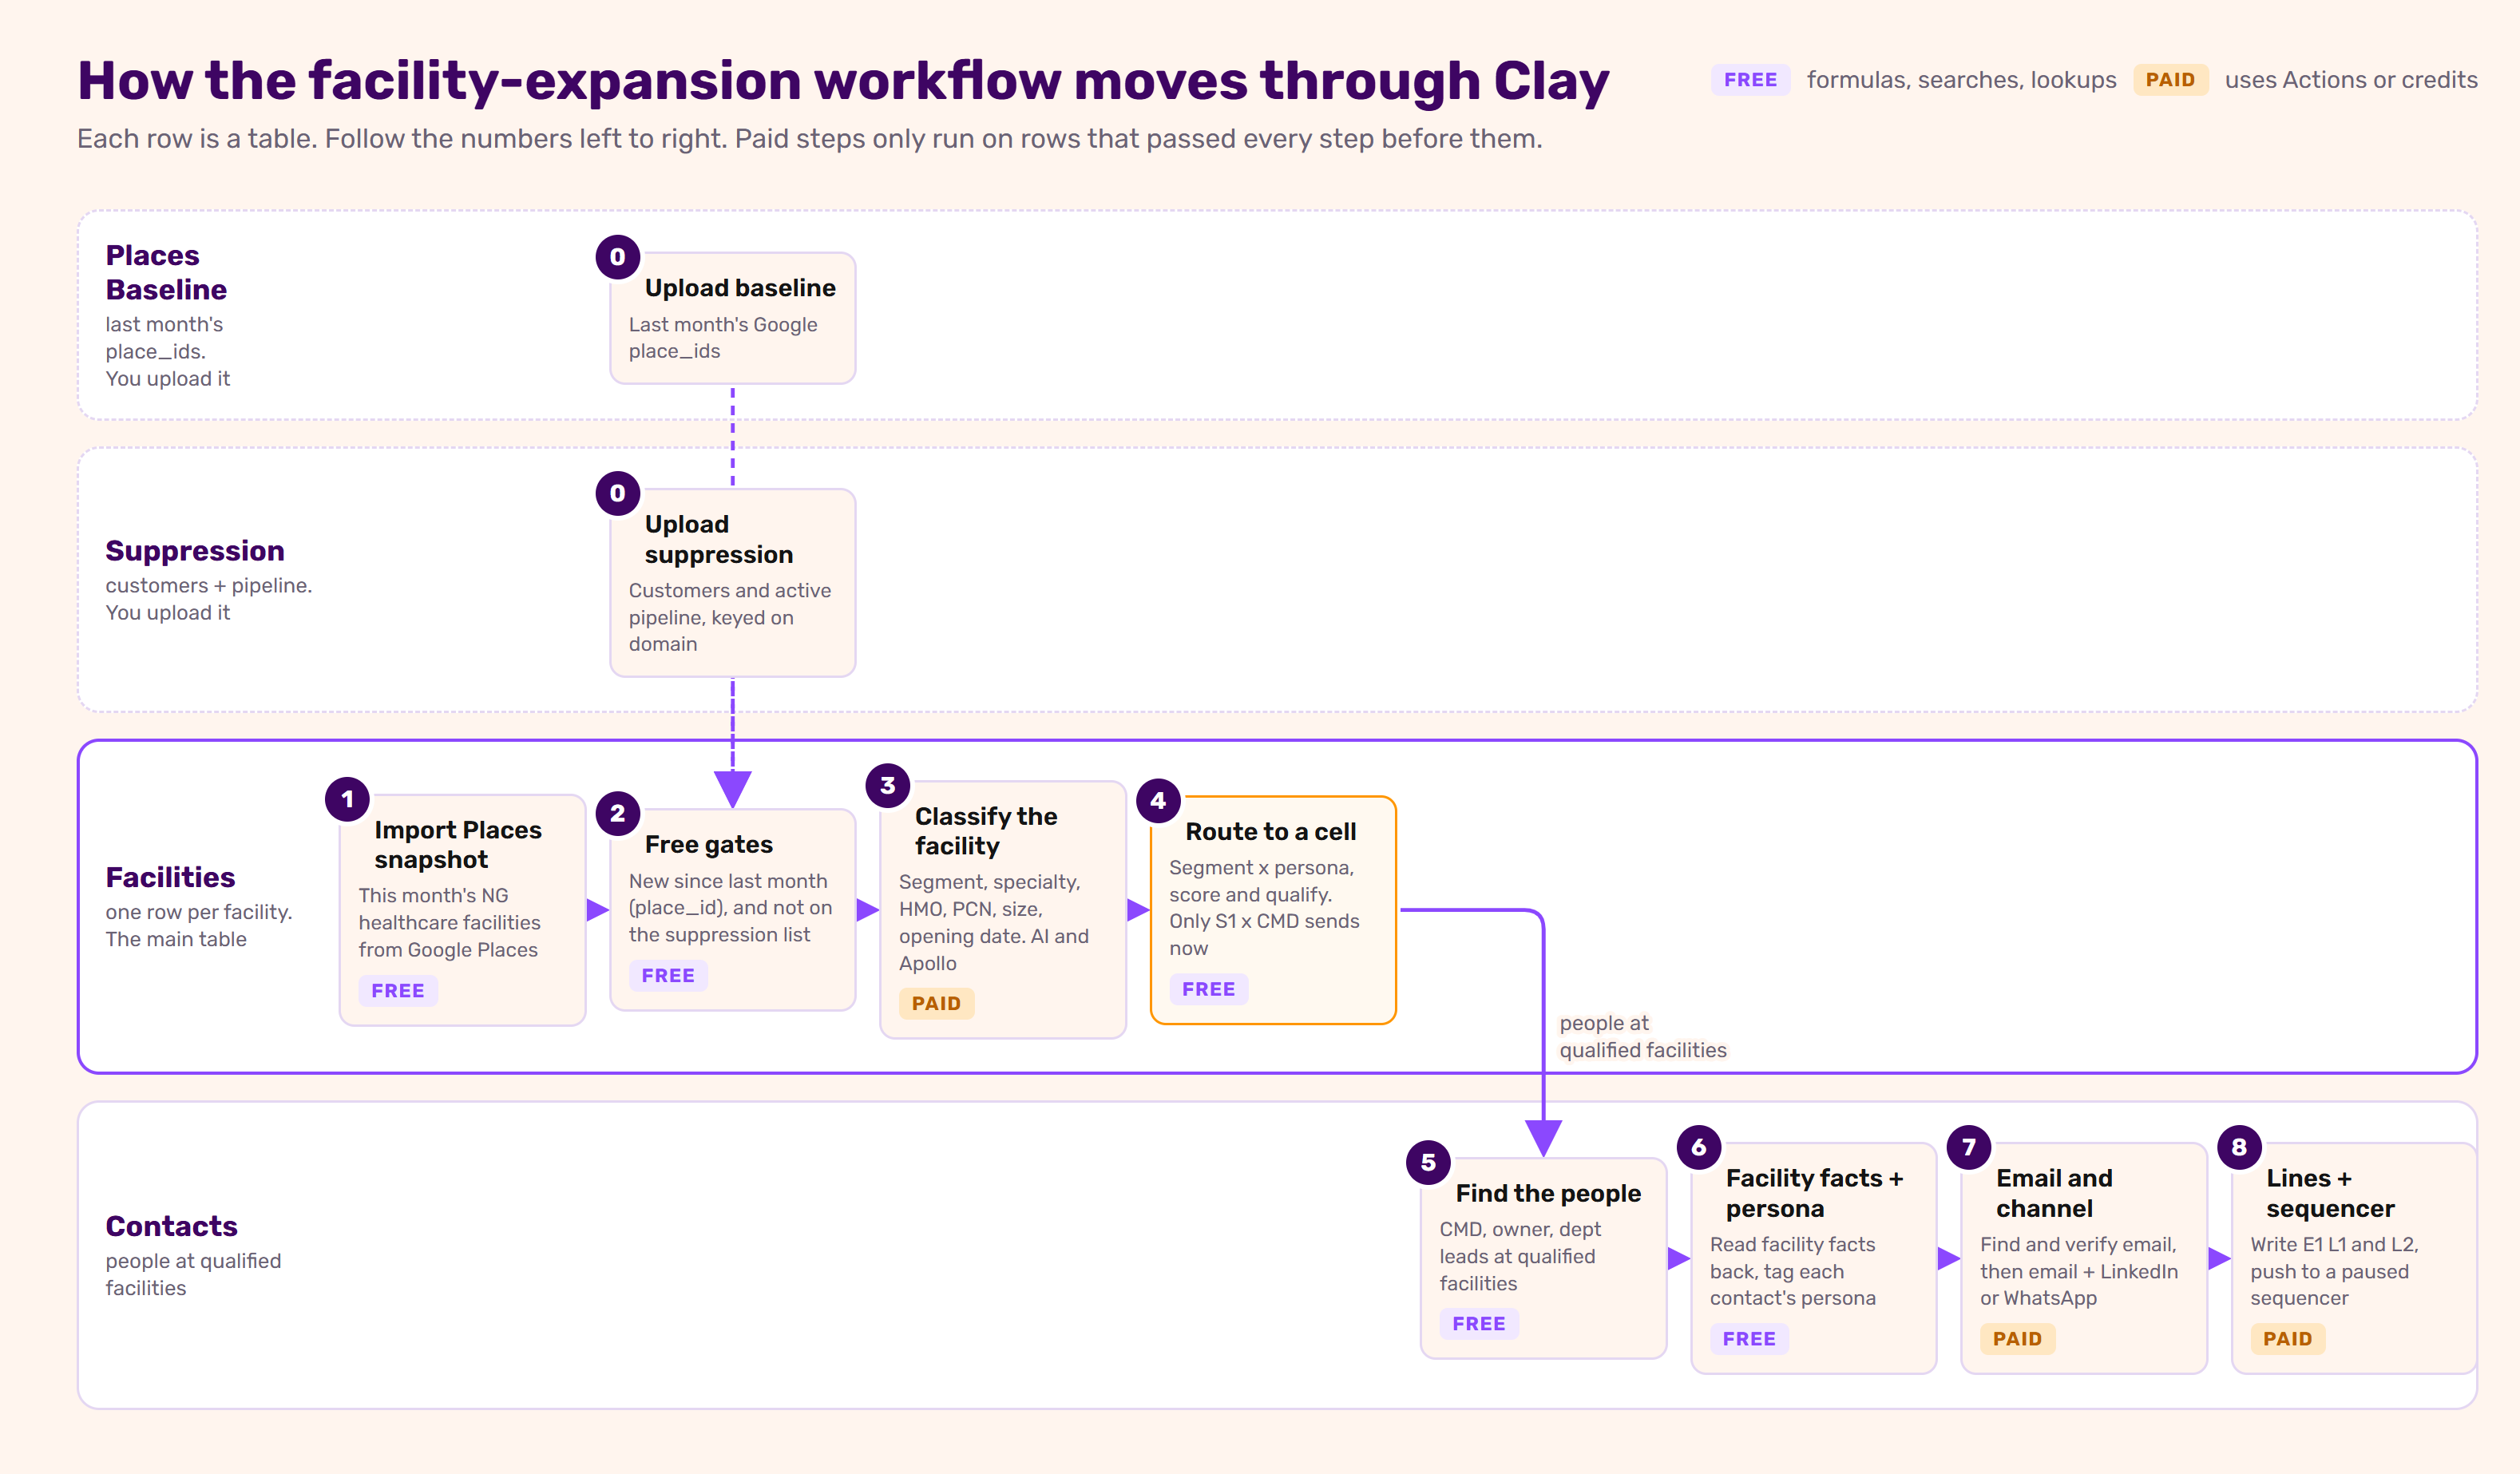 How the facility-expansion workflow moves through Clay
FREE formulas, searches, lookups PAID uses Actions or credits
Each row is a table. Follow the numbers left to right. Paid steps only run on rows that passed every step before them.
Places
Baseline
last month's
place_ids.
You upload it
0
Upload baseline
Last month's Google
place_ids
Suppression
customers + pipeline.
You upload it
0
Upload
suppression
Customers and active
pipeline, keyed on
domain
Facilities
one row per facility.
The main table
1
Import Places
snapshot
This month's NG
healthcare facilities
from Google Places
FREE
2
Free gates
New since last month
(place_id), and not on
the suppression list
FREE
3
Classify the
facility
Segment, specialty,
HMO, PCN, size,
opening date. AI and
Apollo
PAID
4
Route to a cell
Segment x persona,
score and qualify.
Only S1 x CMD sends
now
FREE
people at
qualified facilities
Contacts
people at qualified
facilities
5
Find the people
CMD, owner, dept
leads at qualified
facilities
FREE
6
Facility facts +
persona
Read facility facts
back, tag each
contact's persona
FREE
7
Email and
channel
Find and verify email,
then email + LinkedIn
or WhatsApp
PAID
8
Lines +
sequencer
Write E1 L1 and L2,
push to a paused
sequencer
PAID